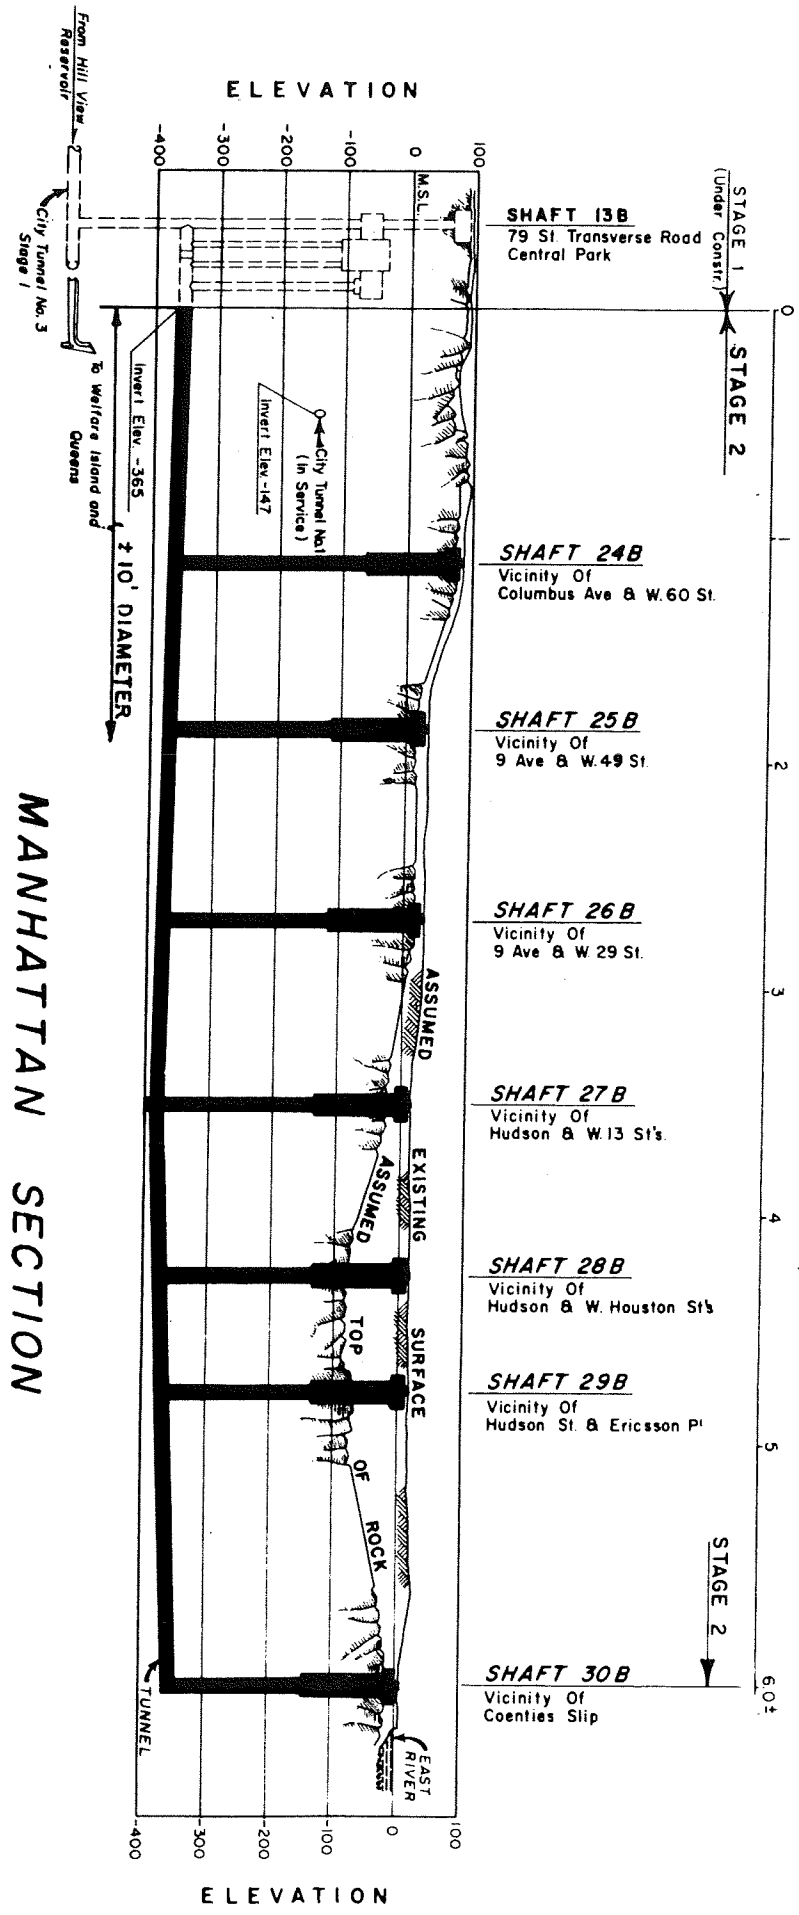 ELEVATION
-400
-300
-200
-100
0
100
M.S.L.
From Hill View
Reservoir
City Tunnel No. 3
Stage I
To Welfare Island and
Queens
STAGE 1
(Under Constr.)
STAGE 2
0
1
2
3
4
5
6.0±
SHAFT 13B
79 St. Transverse Road
Central Park
Invert Elev. -365
Invert Elev.-147
City Tunnel No.1
(In Service)
± 10' DIAMETER
SHAFT 24B
Vicinity Of
Columbus Ave & W. 60 St.
SHAFT 25B
Vicinity Of
9 Ave & W. 49 St.
SHAFT 26B
Vicinity Of
9 Ave & W. 29 St.
SHAFT 27B
Vicinity Of
Hudson & W. 13 St's.
SHAFT 28B
Vicinity Of
Hudson & W. Houston St's
SHAFT 29B
Vicinity Of
Hudson St. & Ericsson Pl
SHAFT 30B
Vicinity Of
Coenties Slip
ASSUMED EXISTING SURFACE
ASSUMED TOP OF ROCK
STAGE 2
TUNNEL
EAST
RIVER
-400
-300
-200
-100
0
100
ELEVATION
MANHATTAN SECTION